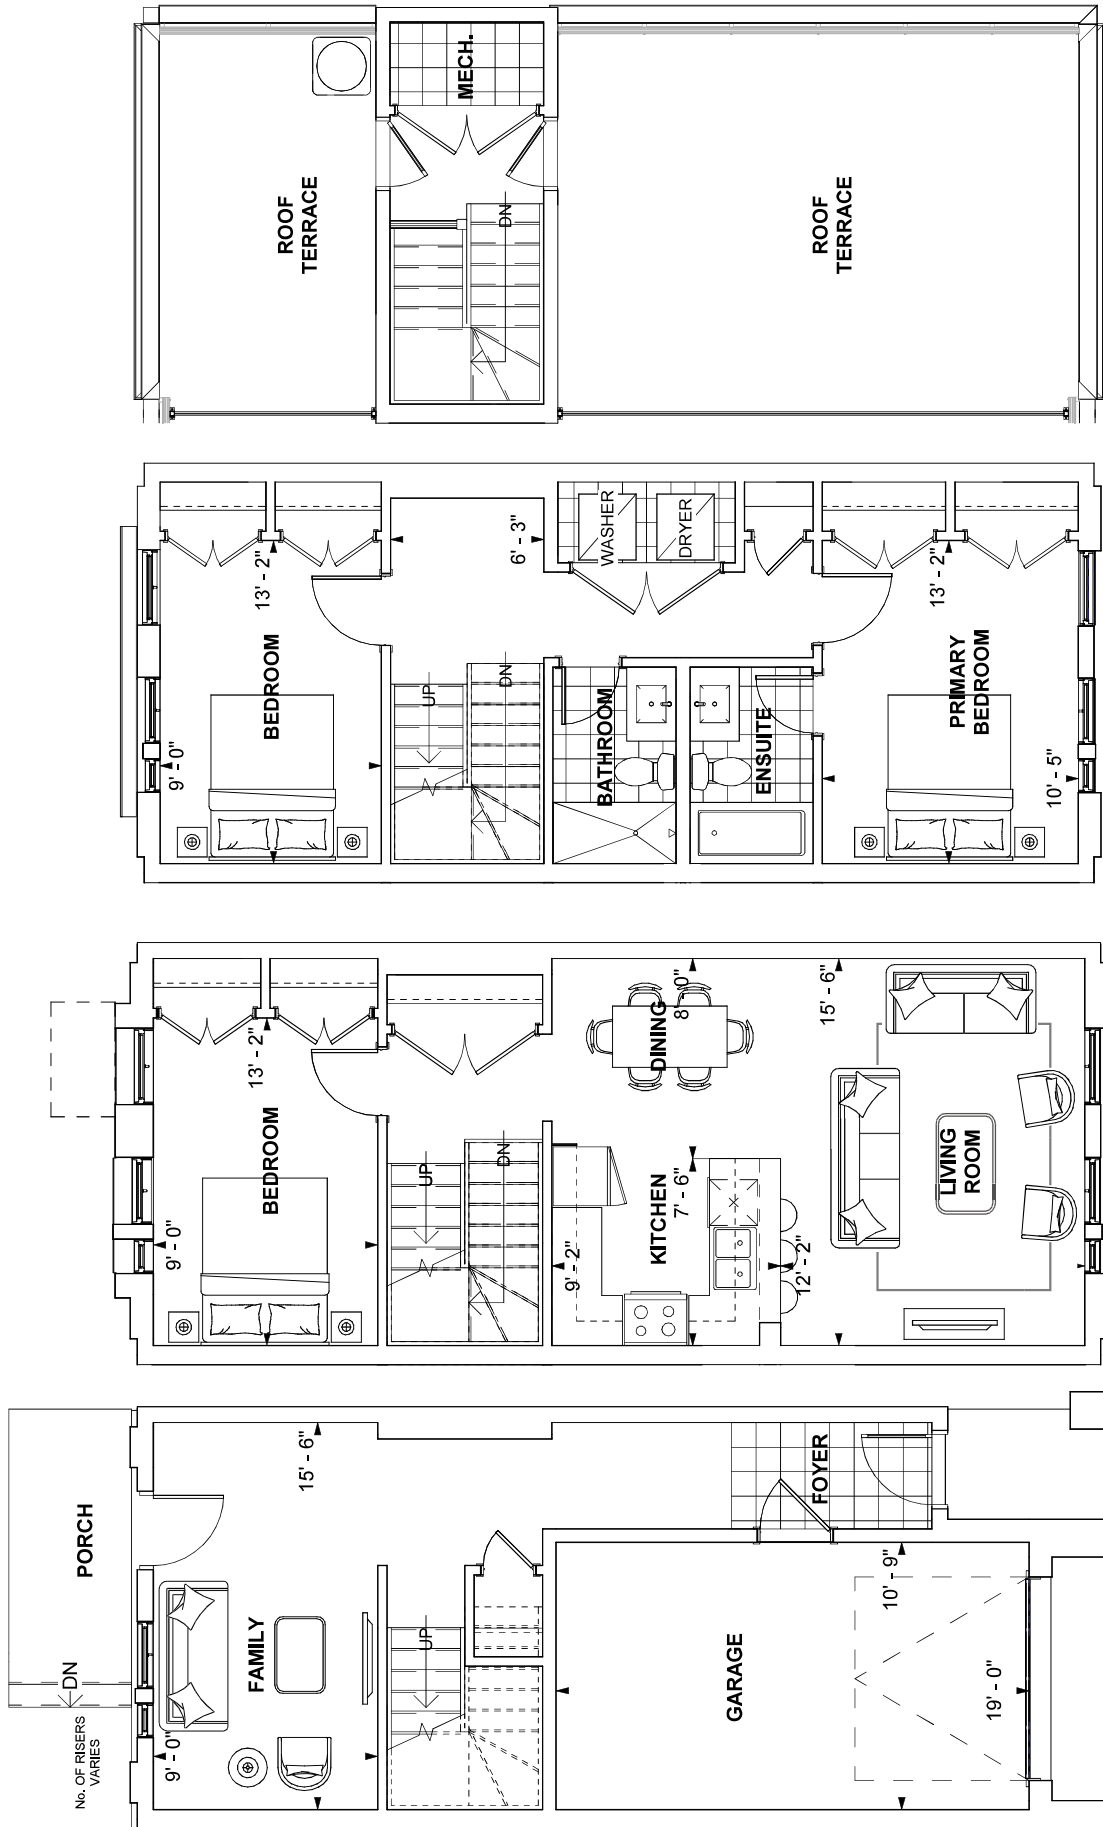 MECH.
ROOF
TERRACE
DN
ROOF
TERRACE
13' - 2"
BEDROOM
9' - 0"
6' - 3"
WASHER
DRYER
UP
DN
BATHROOM
ENSUITE
13' - 2"
PRIMARY
BEDROOM
10' - 5"
13' - 2"
BEDROOM
9' - 0"
UP
DN
DINING
8' - 0"
15' - 6"
KITCHEN
7' - 6"
9' - 2"
12' - 2"
LIVING
ROOM
PORCH
DN
No. OF RISERS
VARIES
15' - 6"
FAMILY
9' - 0"
UP
FOYER
GARAGE
10' - 9"
19' - 0"